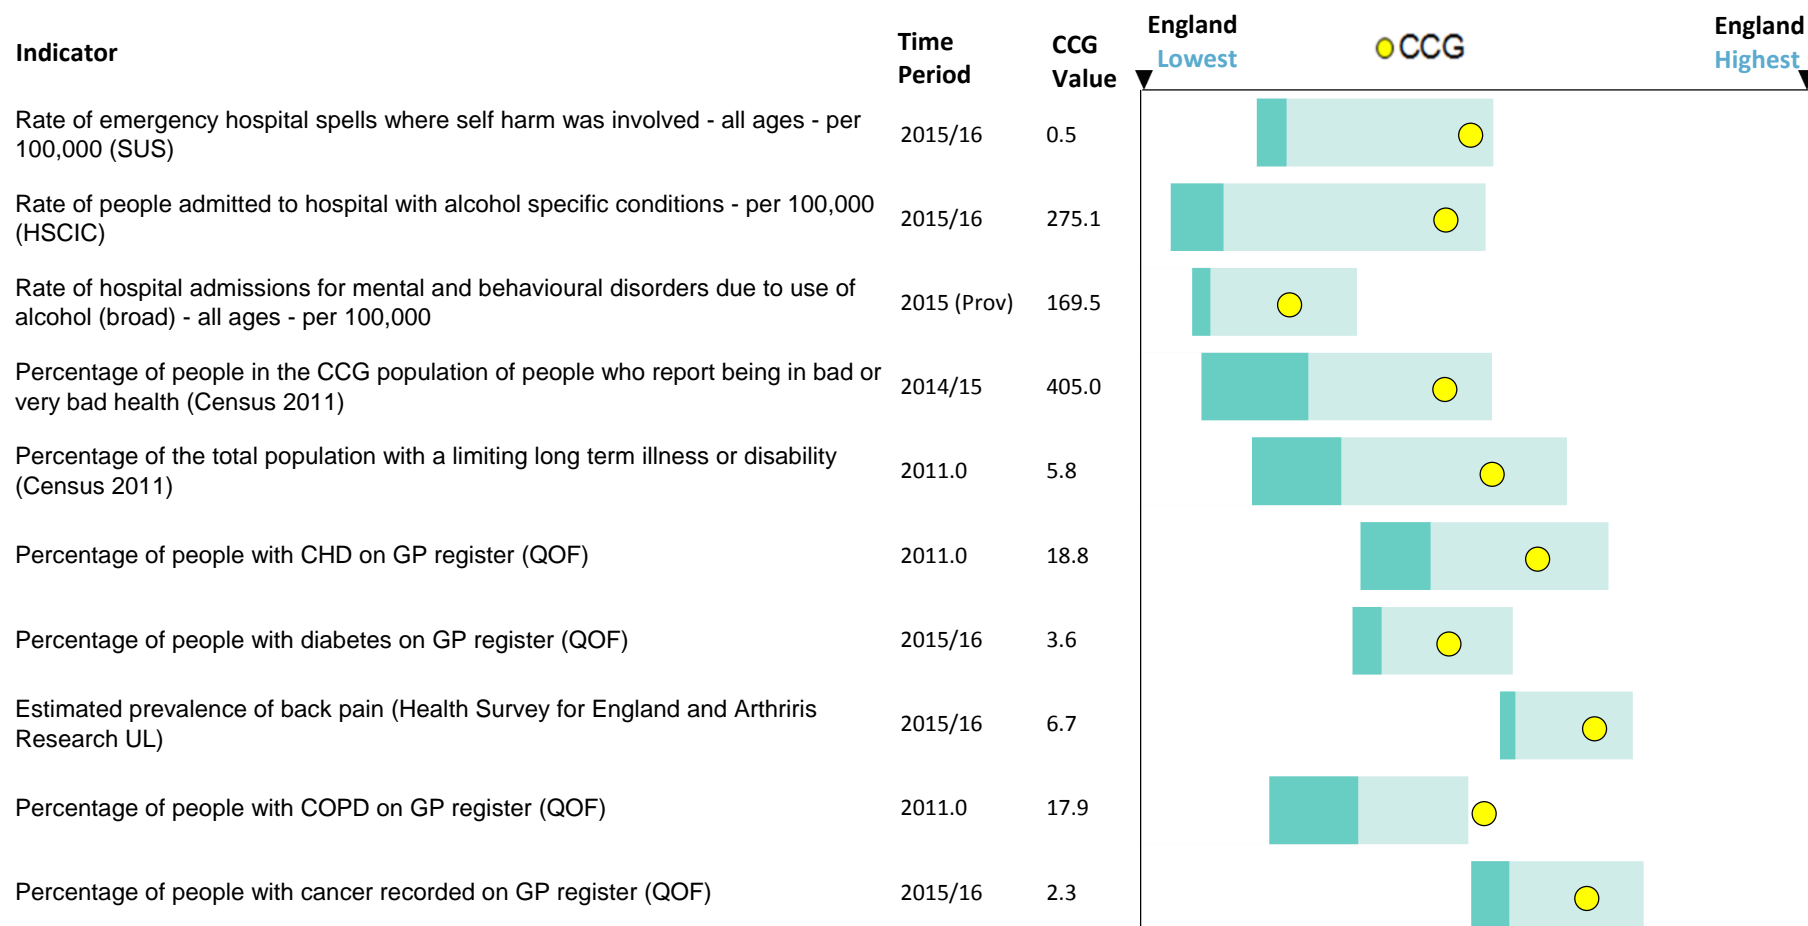 Indicator
Time
Period
CCG
Value
England
Lowest
CCG
England
Highest
Rate of emergency hospital spells where self harm was involved - all ages - per
100,000 (SUS)
2015/16
0.5
Rate of people admitted to hospital with alcohol specific conditions - per 100,000
(HSCIC)
2015/16
275.1
Rate of hospital admissions for mental and behavioural disorders due to use of
alcohol (broad) - all ages - per 100,000
2015 (Prov)
169.5
Percentage of people in the CCG population of people who report being in bad or
very bad health (Census 2011)
2014/15
405.0
Percentage of the total population with a limiting long term illness or disability
(Census 2011)
2011.0
5.8
Percentage of people with CHD on GP register (QOF)
2011.0
18.8
Percentage of people with diabetes on GP register (QOF)
2015/16
3.6
Estimated prevalence of back pain (Health Survey for England and Arthriris
Research UL)
2015/16
6.7
Percentage of people with COPD on GP register (QOF)
2011.0
17.9
Percentage of people with cancer recorded on GP register (QOF)
2015/16
2.3